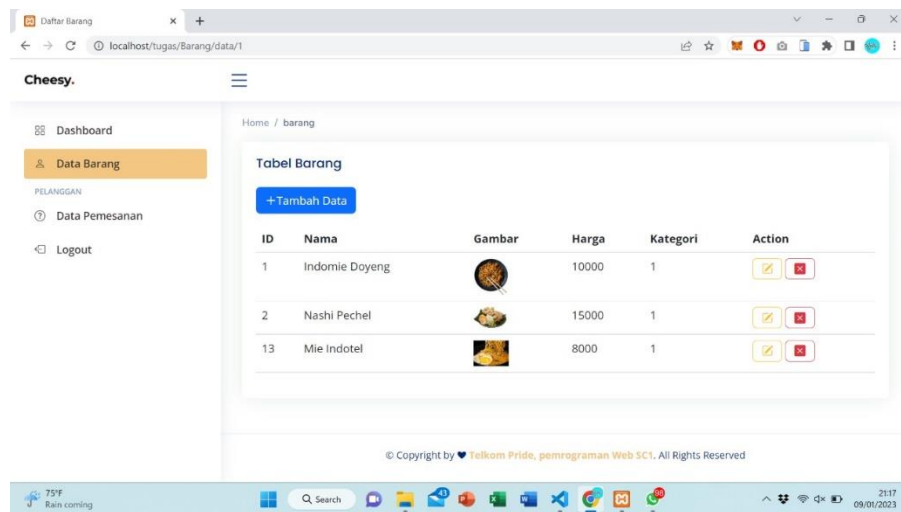 Daftar Barang
localhost/tugas/Barang/data/1
Cheesy.
Dashboard
Data Barang
PELANGGAN
Data Pemesanan
Logout
Home / barang
Tabel Barang
+Tambah Data
ID Nama Gambar Harga Kategori Action
1 Indomie Doyeng 10000 1
2 Nashi Pechel 15000 1
13 Mie Indotel 8000 1
© Copyright by Telkom Pride, pemrograman Web SC1. All Rights Reserved
75°F
Rain coming
Search
43
98
21:17
09/01/2023